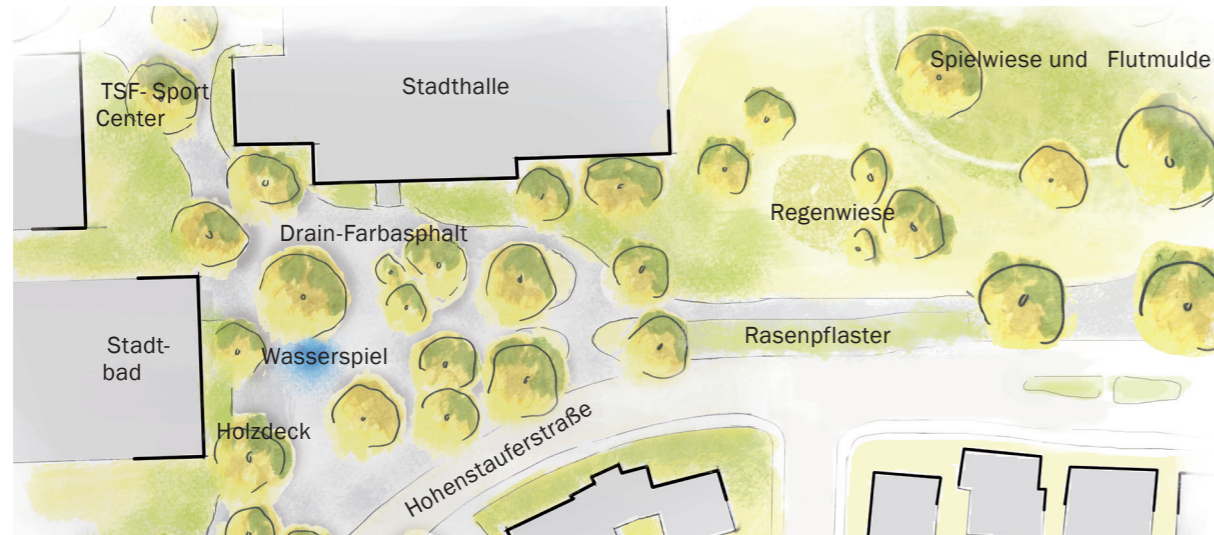 Spielwiese und Flutmulde
Stadthalle
TSF- Sport
Center
Regenwiese
Drain-Farbasphalt
Rasenpflaster
Stadt-
bad
Wasserspiel
Holzdeck
Hohenstauferstraße